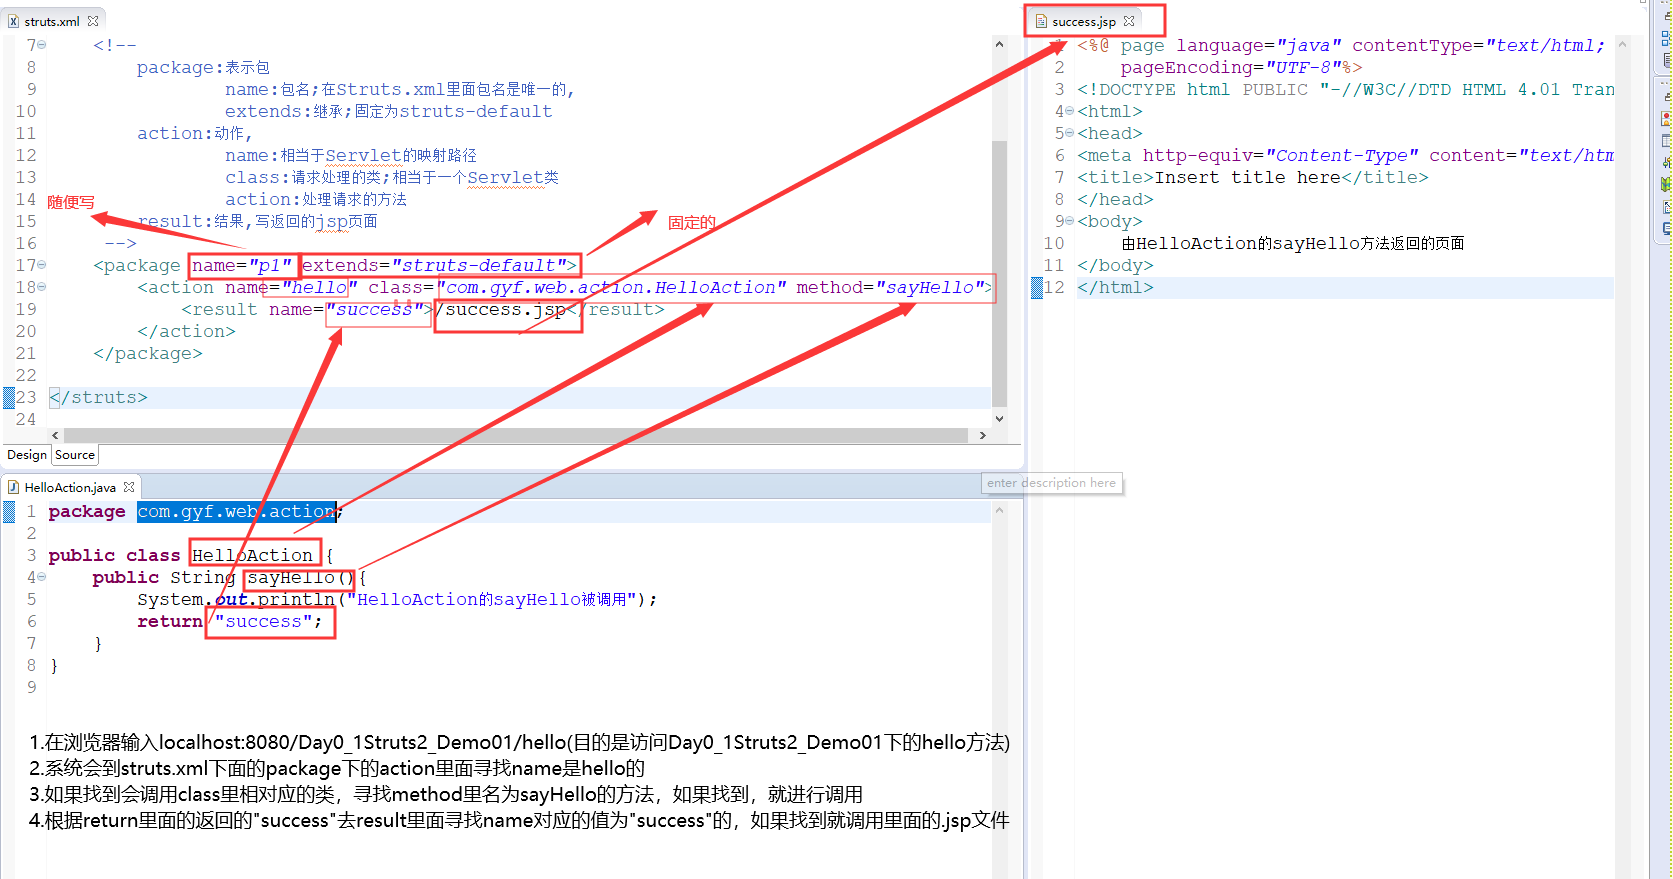 struts.xml
7 <!--
8 package:表示包
9 name:包名;在Struts.xml里面包名是唯一的,
10 extends:继承;固定为struts-default
11 action:动作,
12 name:相当于Servlet的映射路径
13 class:请求处理的类;相当于一个Servlet类
14 action:处理请求的方法
随便写
15 result:结果,写返回的jsp页面
固定的
16 -->
17 <package name="p1" extends="struts-default">
18 <action name="hello" class="com.gyf.web.action.HelloAction" method="sayHello">
19 <result name="success">/success.jsp</result>
20 </action>
21 </package>
22
23 </struts>
24
Design Source
success.jsp
1 <%@ page language="java" contentType="text/html;
2 pageEncoding="UTF-8"%>
3 <!DOCTYPE html PUBLIC "-//W3C//DTD HTML 4.01 Tran
4 <html>
5 <head>
6 <meta http-equiv="Content-Type" content="text/htm
7 <title>Insert title here</title>
8 </head>
9 <body>
10 由HelloAction的sayHello方法返回的页面
11 </body>
12 </html>
enter description here
HelloAction.java
1 package com.gyf.web.action;
2
3 public class HelloAction {
4 public String sayHello(){
5 System.out.println("HelloAction的sayHello被调用");
6 return "success";
7 }
8 }
9
1.在浏览器输入localhost:8080/Day0_1Struts2_Demo01/hello(目的是访问Day0_1Struts2_Demo01下的hello方法)
2.系统会到struts.xml下面的package下的action里面寻找name是hello的
3.如果找到会调用class里相对应的类，寻找method里名为sayHello的方法，如果找到，就进行调用
4.根据return里面的返回的"success"去result里面寻找name对应的值为"success"的，如果找到就调用里面的.jsp文件